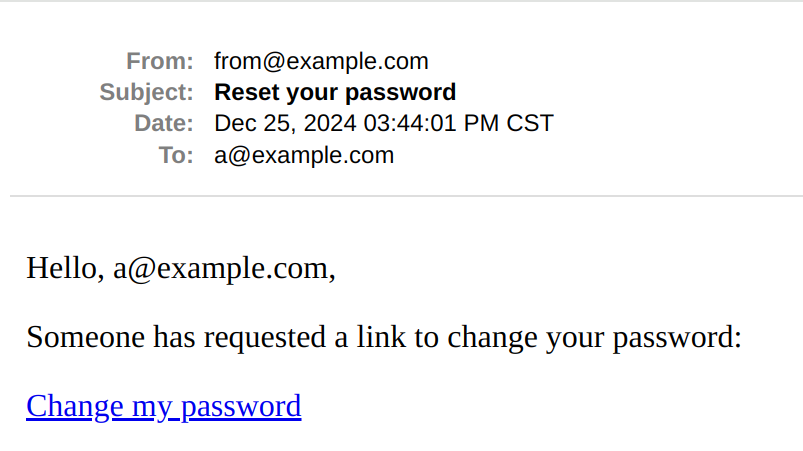 From: from@example.com
Subject: Reset your password
Date: Dec 25, 2024 03:44:01 PM CST
To: a@example.com
Hello, a@example.com,
Someone has requested a link to change your password:
Change my password